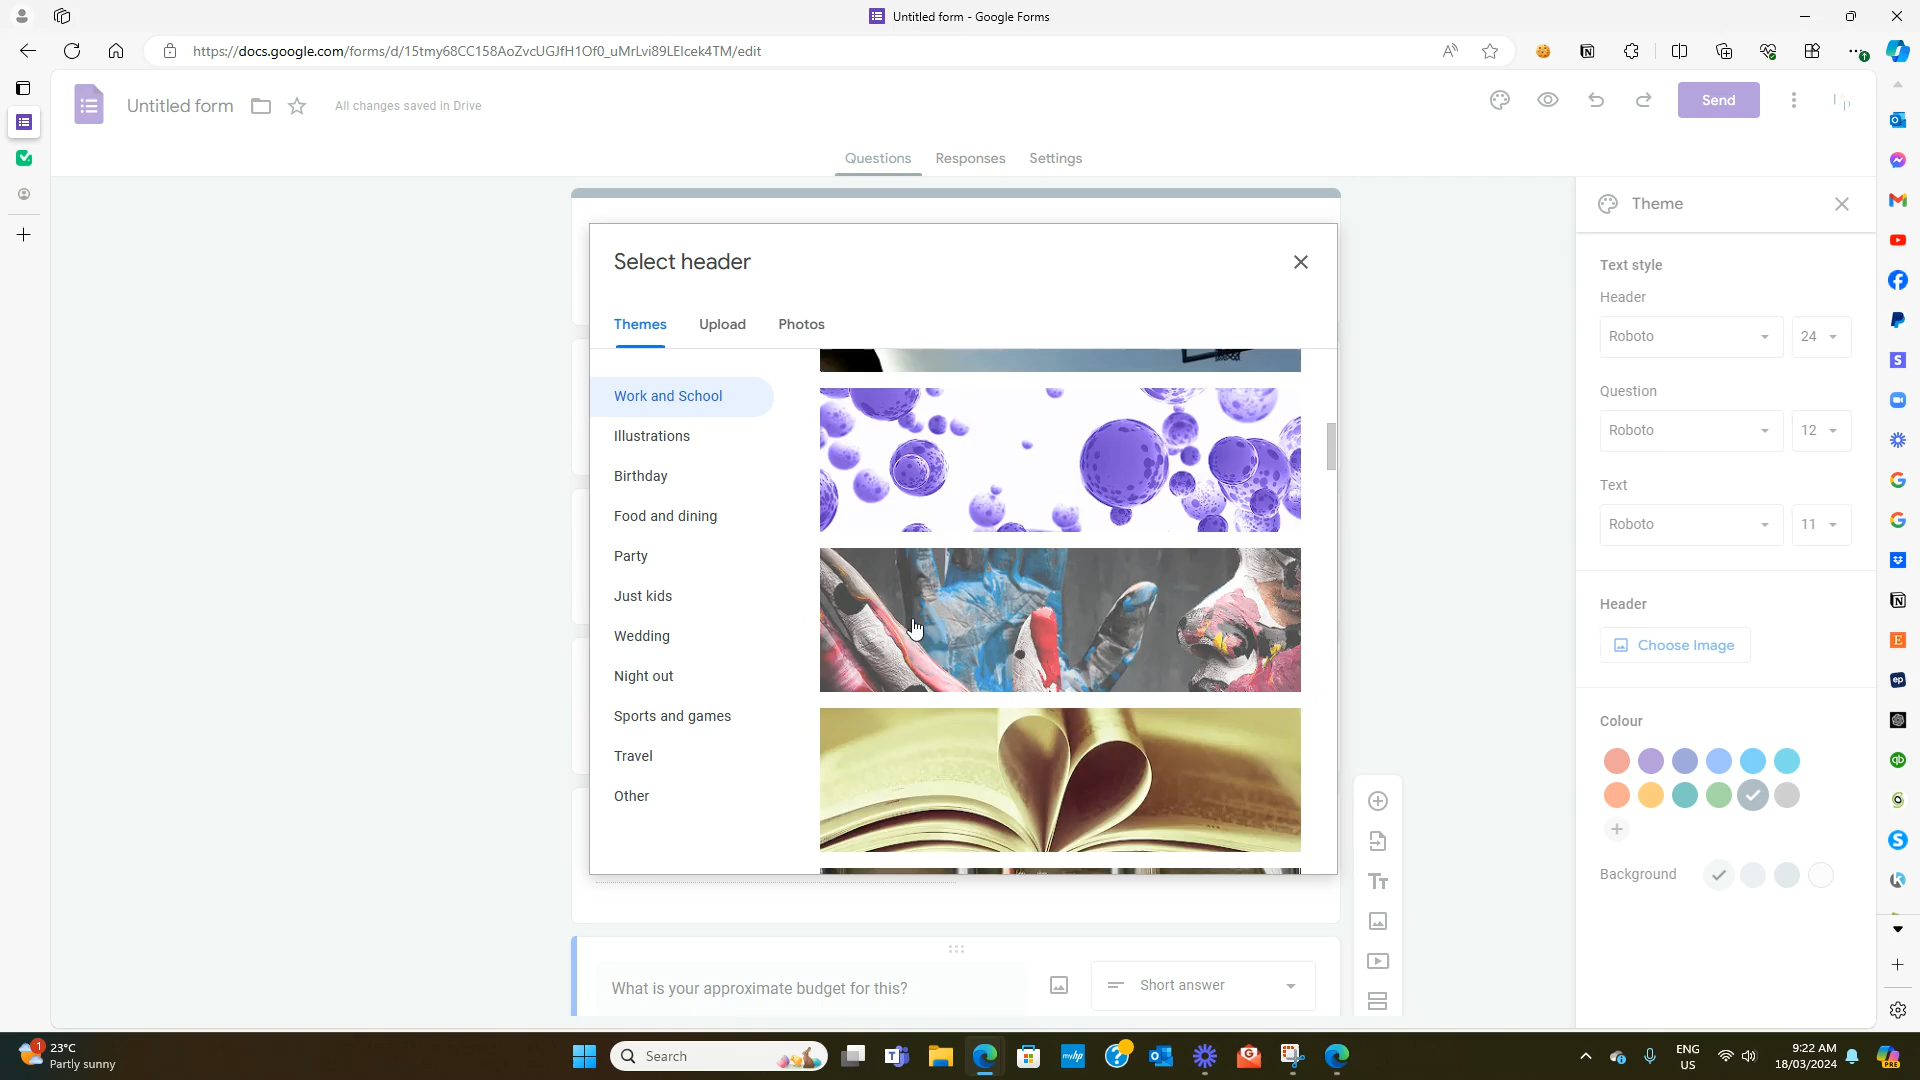 Untitled form - Google Forms
https://docs.google.com/forms/d/15tmy68CC158AoZvcUGJfH1Of0_uMrLvi89LElcek4TM/edit
Untitled form
All changes saved in Drive
Send
Questions Responses Settings
Select header
Themes Upload Photos
Work and School
Illustrations
Birthday
Food and dining
Party
Just kids
Wedding
Night out
Sports and games
Travel
Other
What is your approximate budget for this?
Short answer
Theme
Text style
Header
Roboto 24
Question
Roboto 12
Text
Roboto 11
Header
Choose Image
Colour
Background
1
23°C
Partly sunny
Search
ENG
US
9:22 AM
18/03/2024